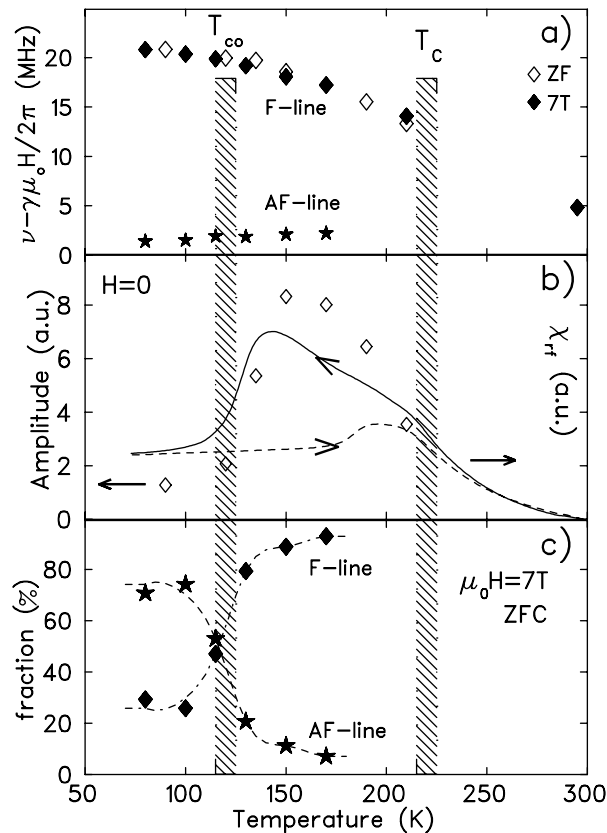 T_co T_C a)
ν−γμ_oH/2π (MHz)
20
15
10
5
0
ZF
7T
F−line
AF−line
H=0 b)
Amplitude (a.u.)
8
6
4
2
0
χ_rf (a.u.)
c)
fraction (%)
80
60
40
20
0
F−line
μ_0H=7T
ZFC
AF−line
50 100 150 200 250 300
Temperature (K)